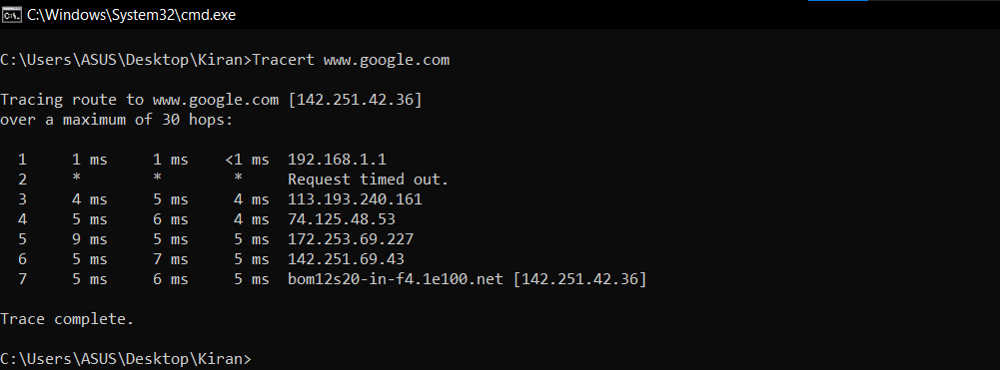 C:\Windows\System32\cmd.exe
C:\Users\ASUS\Desktop\Kiran>Tracert www.google.com
Tracing route to www.google.com [142.251.42.36]
over a maximum of 30 hops:
1 1 ms 1 ms <1 ms 192.168.1.1
2 * * * Request timed out.
3 4 ms 5 ms 4 ms 113.193.240.161
4 5 ms 6 ms 4 ms 74.125.48.53
5 9 ms 5 ms 5 ms 172.253.69.227
6 5 ms 7 ms 5 ms 142.251.69.43
7 5 ms 6 ms 5 ms bom12s20-in-f4.1e100.net [142.251.42.36]
Trace complete.
C:\Users\ASUS\Desktop\Kiran>